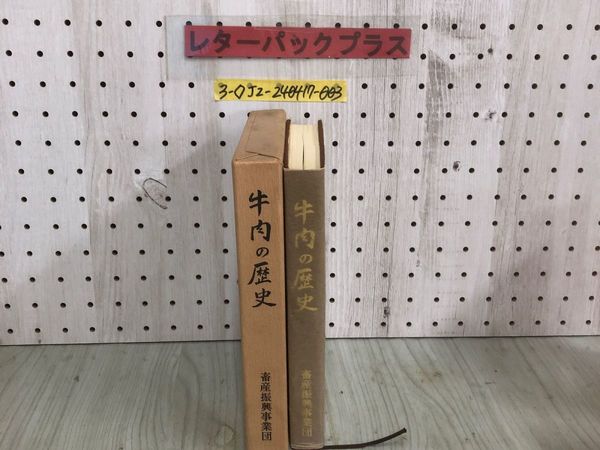 レターパックプラス
3-◇J2-240417-003
牛肉の歴史
畜産振興事業団
牛肉の歴史
畜産振興事業団